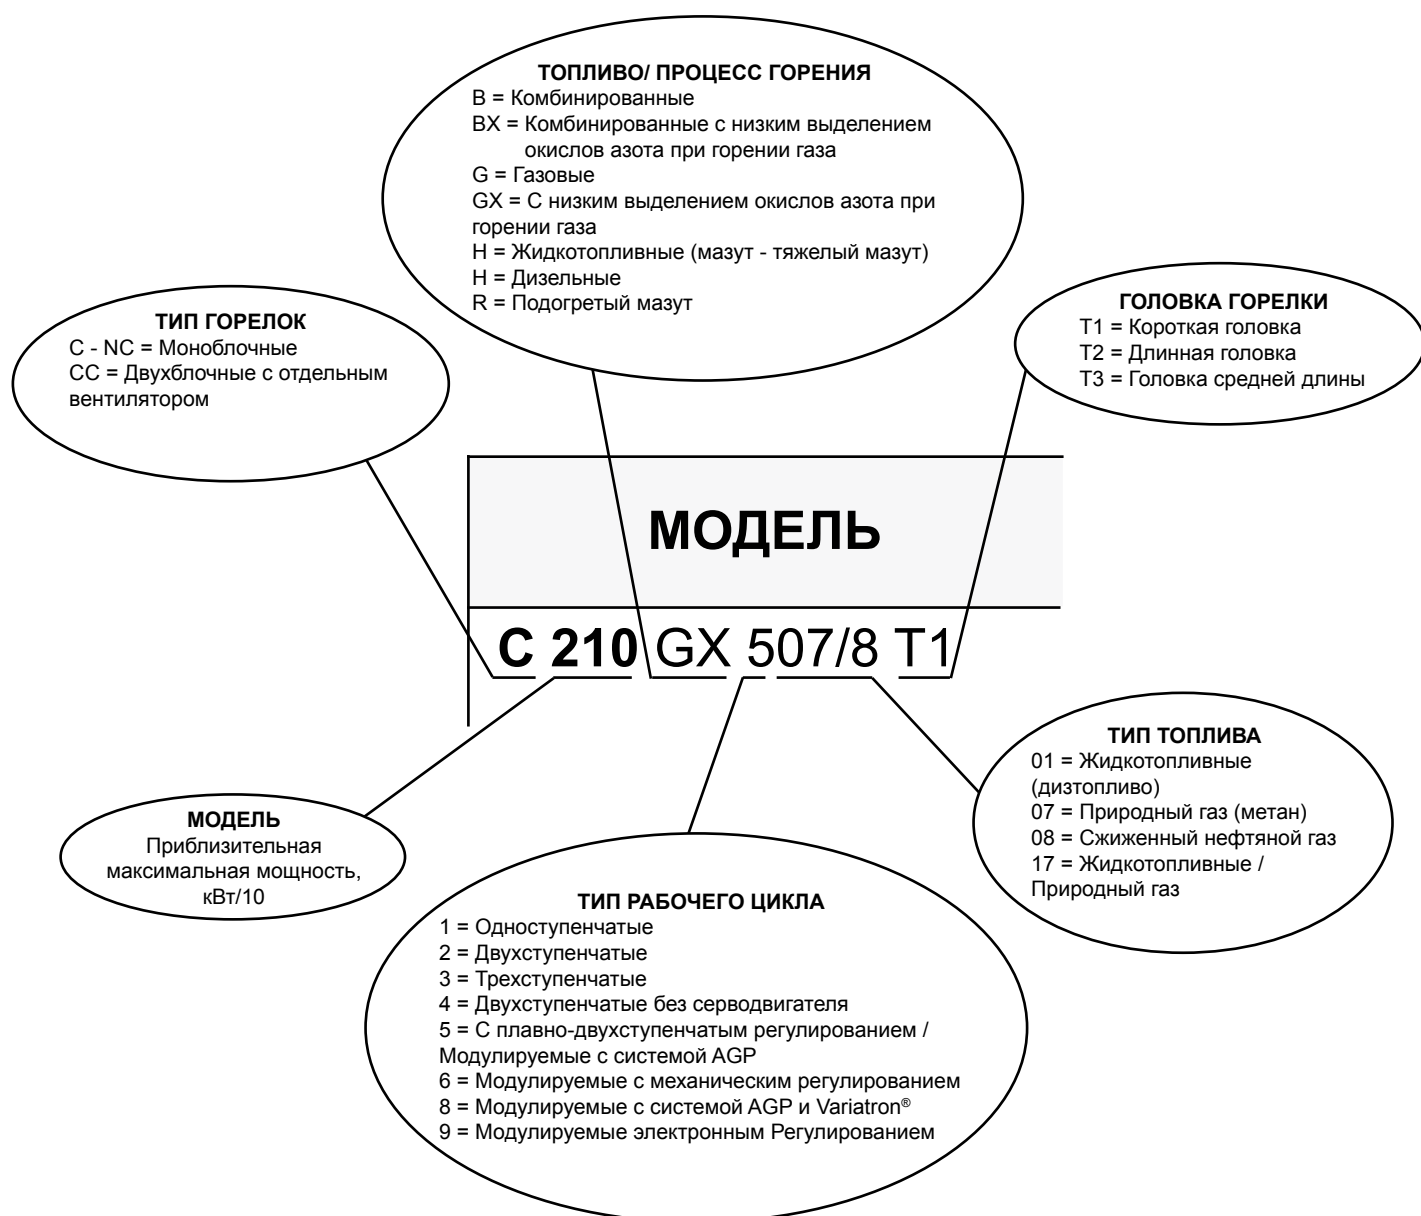 ТОПЛИВО/ ПРОЦЕСС ГОРЕНИЯ
B = Комбинированные
BX = Комбинированные с низким выделением
окислов азота при горении газа
G = Газовые
GX = С низким выделением окислов азота при
горении газа
H = Жидкотопливные (мазут - тяжелый мазут)
H = Дизельные
R = Подогретый мазут
ТИП ГОРЕЛОК
C - NC = Моноблочные
CC = Двухблочные с отдельным
вентилятором
ГОЛОВКА ГОРЕЛКИ
T1 = Короткая головка
T2 = Длинная головка
T3 = Головка средней длины
МОДЕЛЬ
C 210 GX 507/8 T1
МОДЕЛЬ
Приблизительная
максимальная мощность,
кВт/10
ТИП ТОПЛИВА
01 = Жидкотопливные
(дизтопливо)
07 = Природный газ (метан)
08 = Сжиженный нефтяной газ
17 = Жидкотопливные /
Природный газ
ТИП РАБОЧЕГО ЦИКЛА
1 = Одноступенчатые
2 = Двухступенчатые
3 = Трехступенчатые
4 = Двухступенчатые без серводвигателя
5 = С плавно-двухступенчатым регулированием /
Модулируемые с системой AGP
6 = Модулируемые с механическим регулированием
8 = Модулируемые с системой AGP и Variatron®
9 = Модулируемые электронным Регулированием